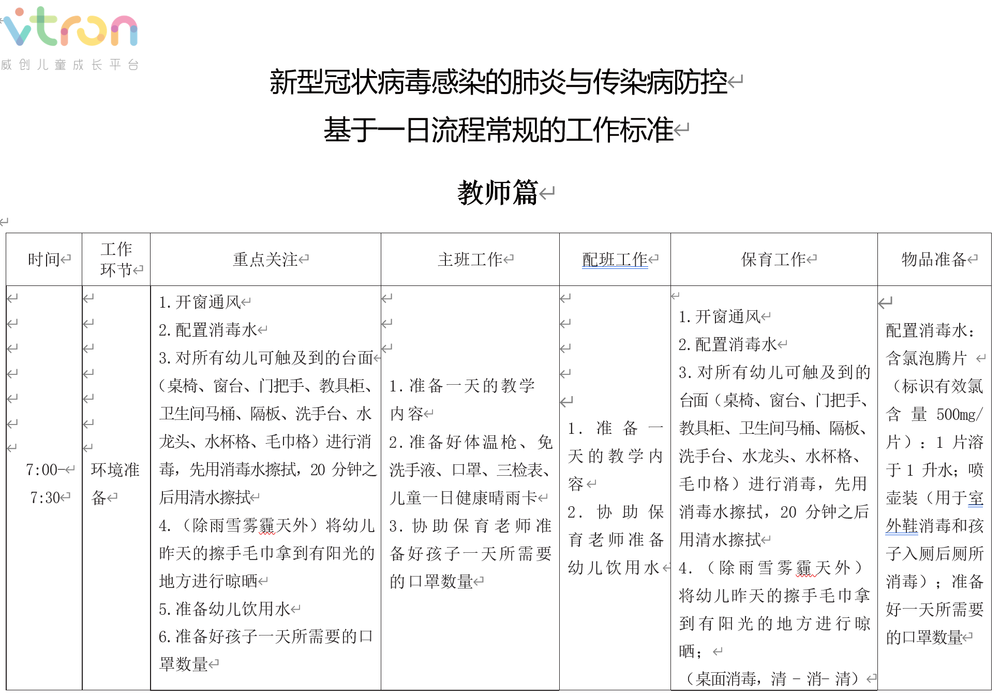 vtron
威创儿童成长平台
新型冠状病毒感染的肺炎与传染病防控
基于一日流程常规的工作标准
教师篇
时间
工作
环节
重点关注
主班工作
配班工作
保育工作
物品准备
7:00-
7:30
环境准
备
1.开窗通风
2.配置消毒水
3.对所有幼儿可触及到的台面
（桌椅、窗台、门把手、教具柜、
卫生间马桶、隔板、洗手台、水
龙头、水杯格、毛巾格）进行消
毒，先用消毒水擦拭，20 分钟之
后用清水擦拭
4.（除雨雪雾霾天外）将幼儿
昨天的擦手毛巾拿到有阳光的
地方进行晾晒
5.准备幼儿饮用水
6.准备好孩子一天所需要的口
罩数量
1.准备一天的教学
内容
2.准备好体温枪、免
洗手液、口罩、三检表、
儿童一日健康晴雨卡
3.协助保育老师准
备好孩子一天所需要
的口罩数量
1.准备一
天的教学内
容
2.协助保
育老师准备
幼儿饮用水
1.开窗通风
2.配置消毒水
3.对所有幼儿可触及到的
台面（桌椅、窗台、门把手、
教具柜、卫生间马桶、隔板、
洗手台、水龙头、水杯格、
毛巾格）进行消毒，先用
消毒水擦拭，20 分钟之后
用清水擦拭
4.（除雨雪雾霾天外）
将幼儿昨天的擦手毛巾拿
到有阳光的地方进行晾
晒；
（桌面消毒，清 - 消- 清）
配置消毒水：
含氯泡腾片
（标识有效氯
含量 500mg/
片）：1 片溶
于 1 升水；喷
壶装（用于室
外鞋消毒和孩
子入厕后厕所
消毒）；准备
好一天所需要
的口罩数量